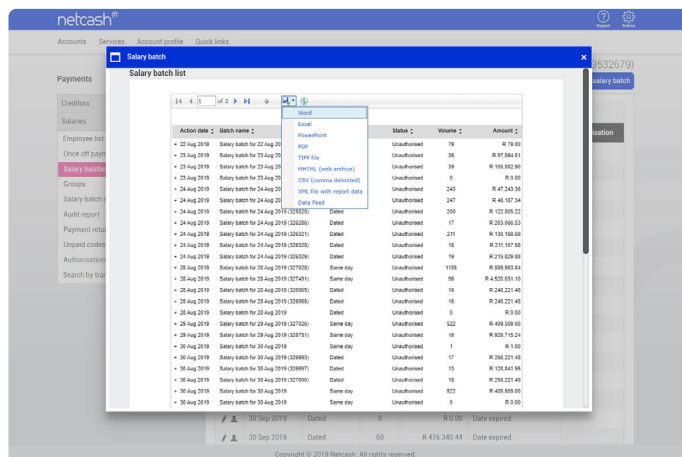 netcash®
Support
Actions
Accounts Services Account profile Quick links
Salary batch
9532679)
Salary batch list
Payments
salary batch
Creditors
Salaries
Employee list
Once off paym
Salary batches
Groups
Salary batch r
Audit report
Payment retur
Unpaid codes
Authorisation
Search by tran
1 of 2
Word
Excel
PowerPoint
PDF
TIFF file
MHTML (web archive)
CSV (comma delimited)
XML file with report data
Data Feed
Action date Batch name Status Volume Amount
isation
+ 22 Aug 2019 Salary batch for 22 Aug 20 Unauthorised 79 R 79.00
+ 23 Aug 2019 Salary batch for 23 Aug 20 Unauthorised 36 R 97,884.81
+ 23 Aug 2019 Salary batch for 23 Aug 20 Unauthorised 39 R 105,802.90
+ 23 Aug 2019 Salary batch for 23 Aug 20 Unauthorised 0 R 0.00
+ 24 Aug 2019 Salary batch for 24 Aug 20 Unauthorised 243 R 47,243.36
+ 24 Aug 2019 Salary batch for 24 Aug 20 Unauthorised 247 R 48,187.34
+ 24 Aug 2019 Salary batch for 24 Aug 2019 (325829) Dated Unauthorised 200 R 122,805.22
+ 24 Aug 2019 Salary batch for 24 Aug 2019 (326286) Dated Unauthorised 17 R 203,066.53
+ 24 Aug 2019 Salary batch for 24 Aug 2019 (326321) Dated Unauthorised 211 R 130,168.68
+ 24 Aug 2019 Salary batch for 24 Aug 2019 (326328) Dated Unauthorised 18 R 211,107.58
+ 24 Aug 2019 Salary batch for 24 Aug 2019 (326329) Dated Unauthorised 19 R 215,829.88
+ 28 Aug 2019 Salary batch for 28 Aug 2019 (327028) Same day Unauthorised 1136 R 889,983.84
+ 28 Aug 2019 Salary batch for 28 Aug 2019 (327491) Same day Unauthorised 96 R 4,520,031.10
+ 28 Aug 2019 Salary batch for 28 Aug 2019 (326965) Dated Unauthorised 16 R 248,221.48
+ 28 Aug 2019 Salary batch for 28 Aug 2019 (326968) Dated Unauthorised 16 R 248,221.48
+ 28 Aug 2019 Salary batch for 28 Aug 2019 Dated Unauthorised 0 R 0.00
+ 29 Aug 2019 Salary batch for 29 Aug 2019 (327026) Same day Unauthorised 522 R 409,509.00
+ 29 Aug 2019 Salary batch for 29 Aug 2019 (328751) Same day Unauthorised 16 R 926,715.24
+ 30 Aug 2019 Salary batch for 30 Aug 2019 Same day Unauthorised 1 R 1.00
+ 30 Aug 2019 Salary batch for 30 Aug 2019 (326993) Dated Unauthorised 17 R 256,221.48
+ 30 Aug 2019 Salary batch for 30 Aug 2019 (326997) Dated Unauthorised 13 R 128,841.95
+ 30 Aug 2019 Salary batch for 30 Aug 2019 (327000) Dated Unauthorised 16 R 256,221.49
+ 30 Aug 2019 Salary batch for 30 Aug 2019 Same day Unauthorised 522 R 409,509.00
+ 30 Aug 2019 Salary batch for 30 Aug 2019 Same day Unauthorised 0 R 0.00
30 Sep 2019 Dated 0 R 0.00 Date expired
30 Sep 2019 Dated 60 R 476 340.44 Date expired
Copyright © 2019 Netcash. All rights reserved.